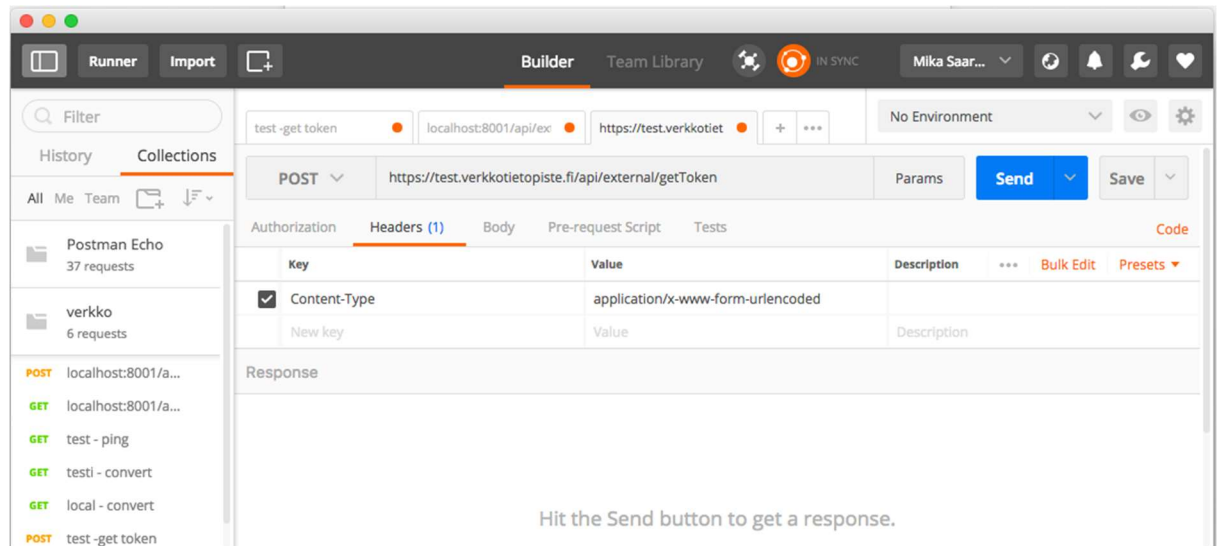 Runner Import Builder Team Library IN SYNC Mika Saar...
Filter
History Collections
All Me Team
Postman Echo
37 requests
verkko
6 requests
POST localhost:8001/a...
GET localhost:8001/a...
GET test - ping
GET testi - convert
GET local - convert
POST test -get token
test -get token localhost:8001/api/ex https://test.verkkotiet + ••• No Environment
POST https://test.verkkotietopiste.fi/api/external/getToken Params Send Save
Authorization Headers (1) Body Pre-request Script Tests Code
Key Value Description ••• Bulk Edit Presets
Content-Type application/x-www-form-urlencoded
New key Value Description
Response
Hit the Send button to get a response.